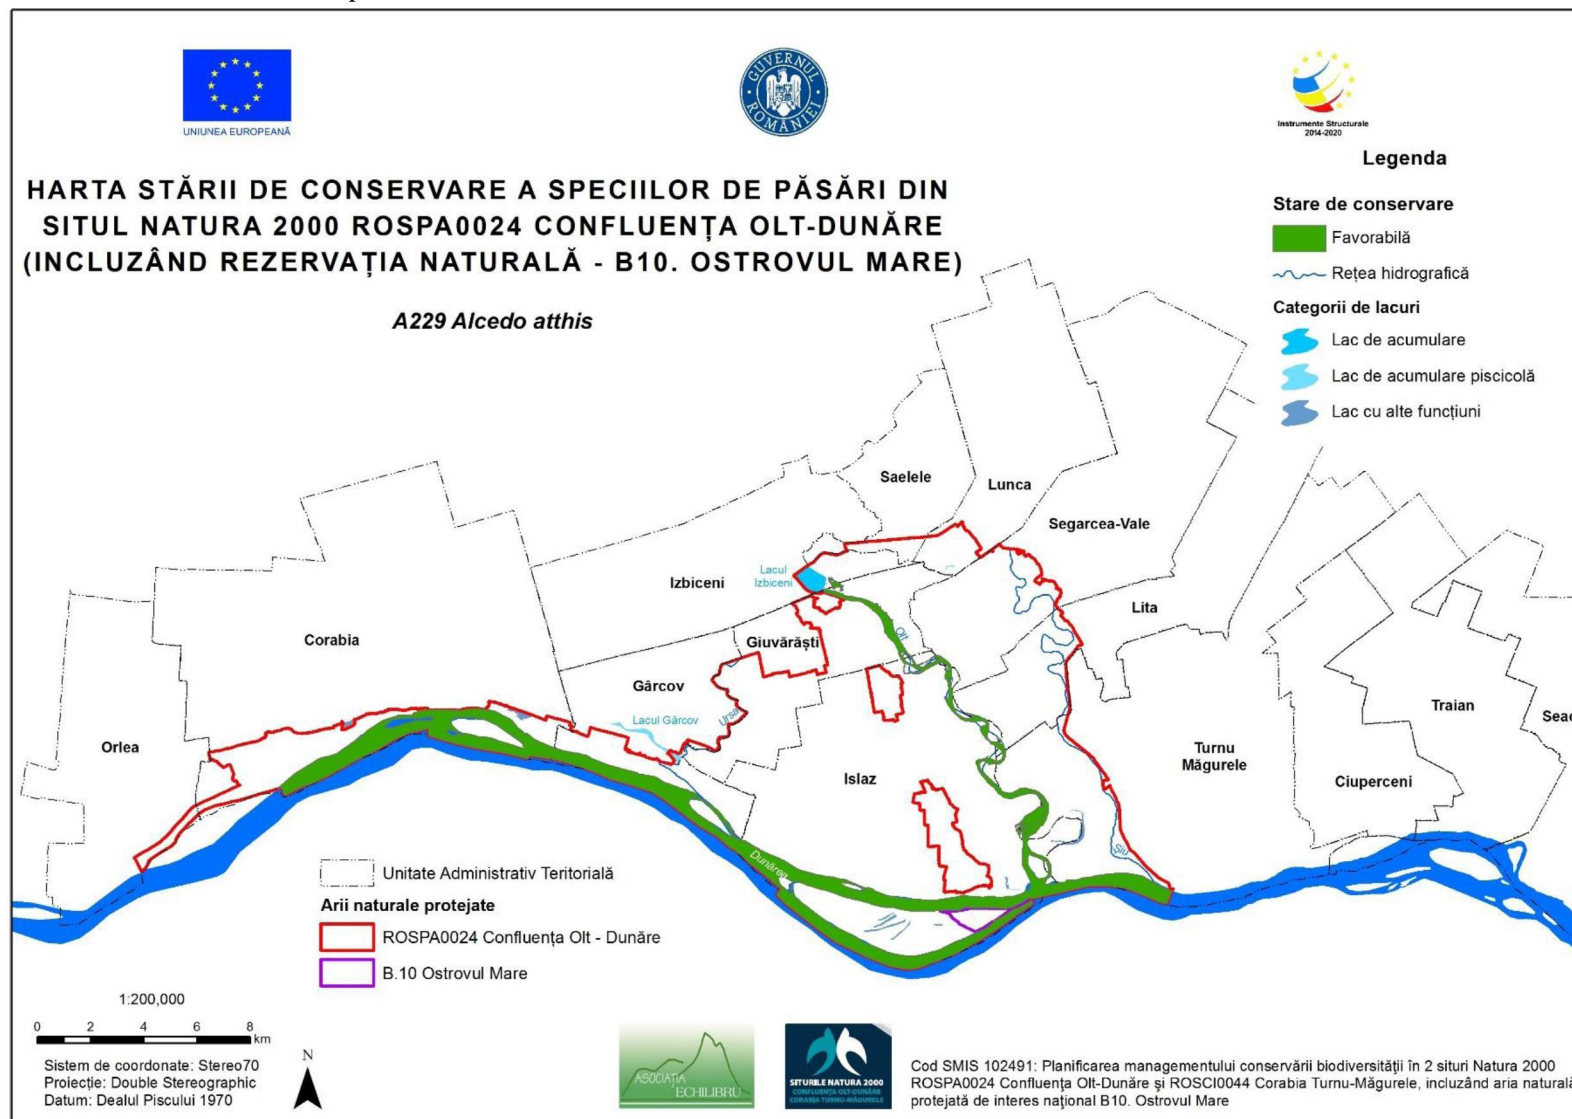 UNIUNEA EUROPEANĂ
GUVERNUL ROMÂNIEI
Instrumente Structurale
2014-2020
HARTA STĂRII DE CONSERVARE A SPECIILOR DE PĂSĂRI DIN
SITUL NATURA 2000 ROSPA0024 CONFLUENȚA OLT-DUNĂRE
(INCLUZÂND REZERVAȚIA NATURALĂ - B10. OSTROVUL MARE)
A229 Alcedo atthis
Legenda
Stare de conservare
Favorabilă
Rețea hidrografică
Categorii de lacuri
Lac de acumulare
Lac de acumulare piscicolă
Lac cu alte funcțiuni
Saelele
Lunca
Segarcea-Vale
Lacul
Izbiceni
Izbiceni
Lita
Olt
Corabia
Giuvărăști
Gârcov
Traian
Lacul Gârcov
Ursa
Seac
Orlea
Turnu
Măgurele
Islaz
Ciuperceni
Siu
Dunărea
Unitate Administrativ Teritorială
Arii naturale protejate
ROSPA0024 Confluența Olt - Dunăre
B.10 Ostrovul Mare
1:200,000
0 2 4 6 8
km
N
Sistem de coordonate: Stereo70
Proiecție: Double Stereographic
Datum: Dealul Piscului 1970
ASOCIAȚIA
ECHILIBRU
SITURILE NATURA 2000
CONFLUENȚA OLT-DUNĂRE
CORABIA TURNU-MĂGURELE
Cod SMIS 102491: Planificarea managementului conservării biodiversității în 2 situri Natura 2000
ROSPA0024 Confluența Olt-Dunăre și ROSCI0044 Corabia Turnu-Măgurele, incluzând aria naturală
protejată de interes național B10. Ostrovul Mare